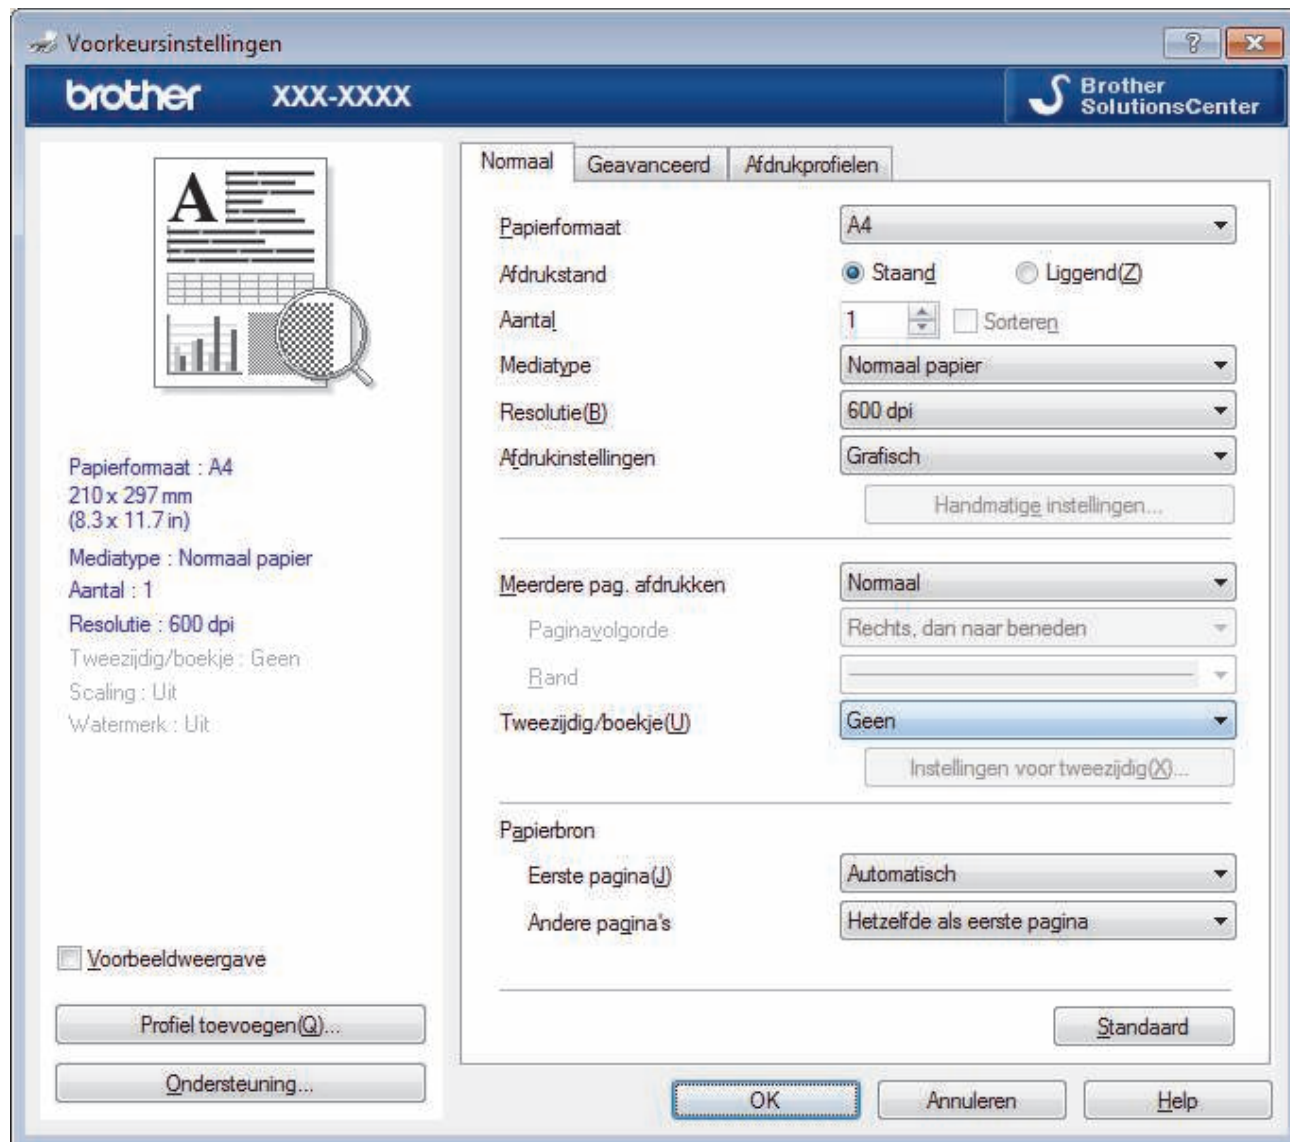 Voorkeursinstellingen
brother XXX-XXXX
Brother
SolutionsCenter
A
Papierformaat : A4
210 x 297 mm
(8.3 x 11.7 in)
Mediatype : Normaal papier
Aantal : 1
Resolutie : 600 dpi
Tweezijdig/boekje : Geen
Scaling : Uit
Watermerk : Uit
Voorbeeldweergave
Profiel toevoegen(Q)...
Ondersteuning...
Normaal Geavanceerd Afdrukprofielen
Papierformaat A4
Afdrukstand Staand Liggend(Z)
Aantal 1 Sorteren
Mediatype Normaal papier
Resolutie(B) 600 dpi
Afdrukinstellingen Grafisch
Handmatige instellingen...
Meerdere pag. afdrukken Normaal
Paginavolgorde Rechts, dan naar beneden
Rand
Tweezijdig/boekje(U) Geen
Instellingen voor tweezijdig(X)...
Papierbron
Eerste pagina(J) Automatisch
Andere pagina's Hetzelfde als eerste pagina
Standaard
OK Annuleren Help